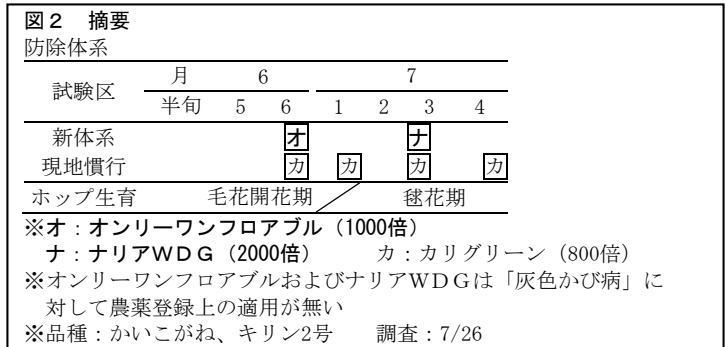 図２　摘要
防除体系
試験区　月　6　7
半旬　5　6　1　2　3　4
新体系　オ　ナ
現地慣行　カ　カ　カ　カ
ホップ生育　毛花開花期　毬花期
※オ：オンリーワンフロアブル（1000倍）
ナ：ナリアＷＤＧ（2000倍）　カ：カリグリーン（800倍）
※オンリーワンフロアブルおよびナリアＷＤＧは「灰色かび病」に
対して農薬登録上の適用が無い
※品種：かいこがね、キリン2号　調査：7/26